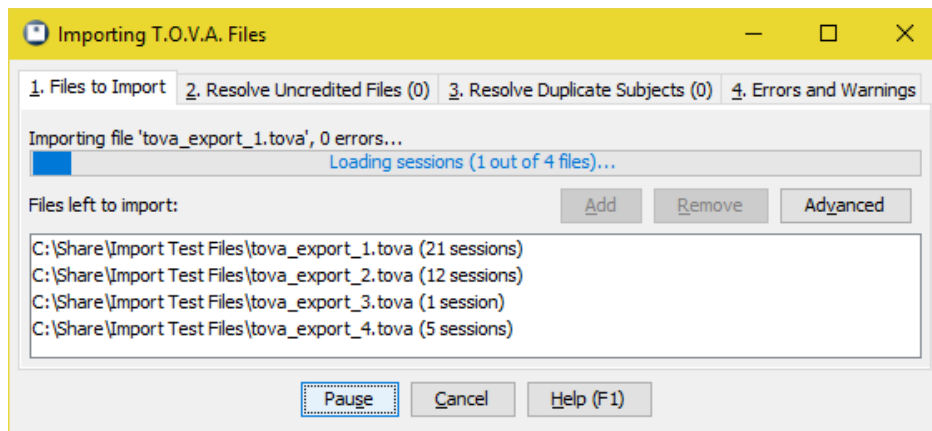 Importing T.O.V.A. Files
1. Files to Import 2. Resolve Uncredited Files (0) 3. Resolve Duplicate Subjects (0) 4. Errors and Warnings
Importing file 'tova_export_1.tova', 0 errors...
Loading sessions (1 out of 4 files)...
Files left to import: Add Remove Advanced
C:\Share\Import Test Files\tova_export_1.tova (21 sessions)
C:\Share\Import Test Files\tova_export_2.tova (12 sessions)
C:\Share\Import Test Files\tova_export_3.tova (1 session)
C:\Share\Import Test Files\tova_export_4.tova (5 sessions)
Pause Cancel Help (F1)